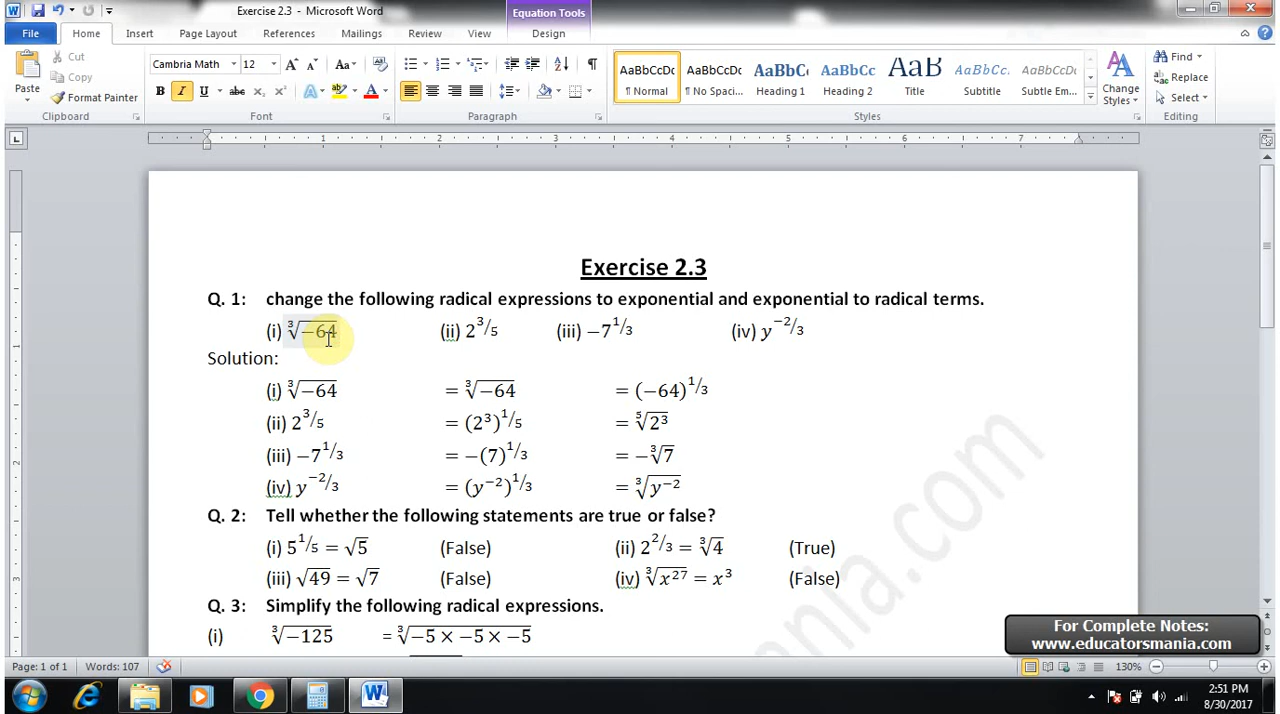 Exercise 2.3 - Microsoft Word
Equation Tools
File Home Insert Page Layout References Mailings Review View Design
Paste
Cut
Copy
Format Painter
Clipboard
Cambria Math 12
Font
Paragraph
AaBbCcDc AaBbCcDc AaBbC AaBbCc AaB AaBbCc. AaBbCcDc
¶ Normal ¶ No Spaci... Heading 1 Heading 2 Title Subtitle Subtle Em...
Styles
Change Styles
Find
Replace
Select
Editing
Exercise 2.3
Q. 1: change the following radical expressions to exponential and exponential to radical terms.
(i) ∛(−64) (ii) 2^(3/5) (iii) −7^(1/3) (iv) y^(−2/3)
Solution:
(i) ∛(−64) = ∛(−64) = (−64)^(1/3)
(ii) 2^(3/5) = (2³)^(1/5) = ⁵√(2³)
(iii) −7^(1/3) = −(7)^(1/3) = −∛7
(iv) y^(−2/3) = (y^(−2))^(1/3) = ∛(y^(−2))
Q. 2: Tell whether the following statements are true or false?
(i) 5^(1/5) = √5 (False) (ii) 2^(2/3) = ∛4 (True)
(iii) √49 = √7 (False) (iv) ∛(x^27) = x³ (False)
Q. 3: Simplify the following radical expressions.
(i) ∛(−125) = ∛(−5 × −5 × −5)
nia.com
For Complete Notes:
www.educatorsmania.com
Page: 1 of 1 Words: 107 130%
2:51 PM
8/30/2017